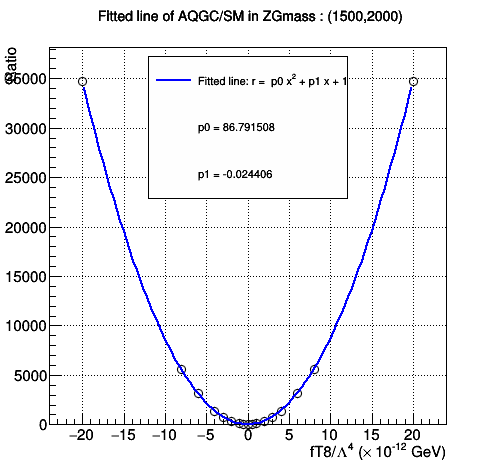 FItted line of AQGC/SM in ZGmass : (1500,2000)
Ratio
Fitted line: r = p0 x² + p1 x + 1
p0 = 86.791508
p1 = -0.024406
35000
30000
25000
20000
15000
10000
5000
0
−20 −15 −10 −5 0 5 10 15 20
fT8/Λ⁴ (× 10⁻¹² GeV)